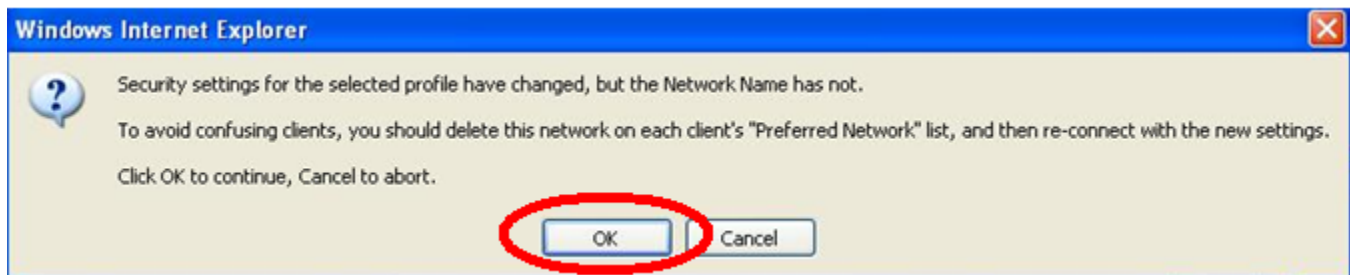 Windows Internet Explorer
Security settings for the selected profile have changed, but the Network Name has not.
To avoid confusing clients, you should delete this network on each client's "Preferred Network" list, and then re-connect with the new settings.
Click OK to continue, Cancel to abort.
OK Cancel